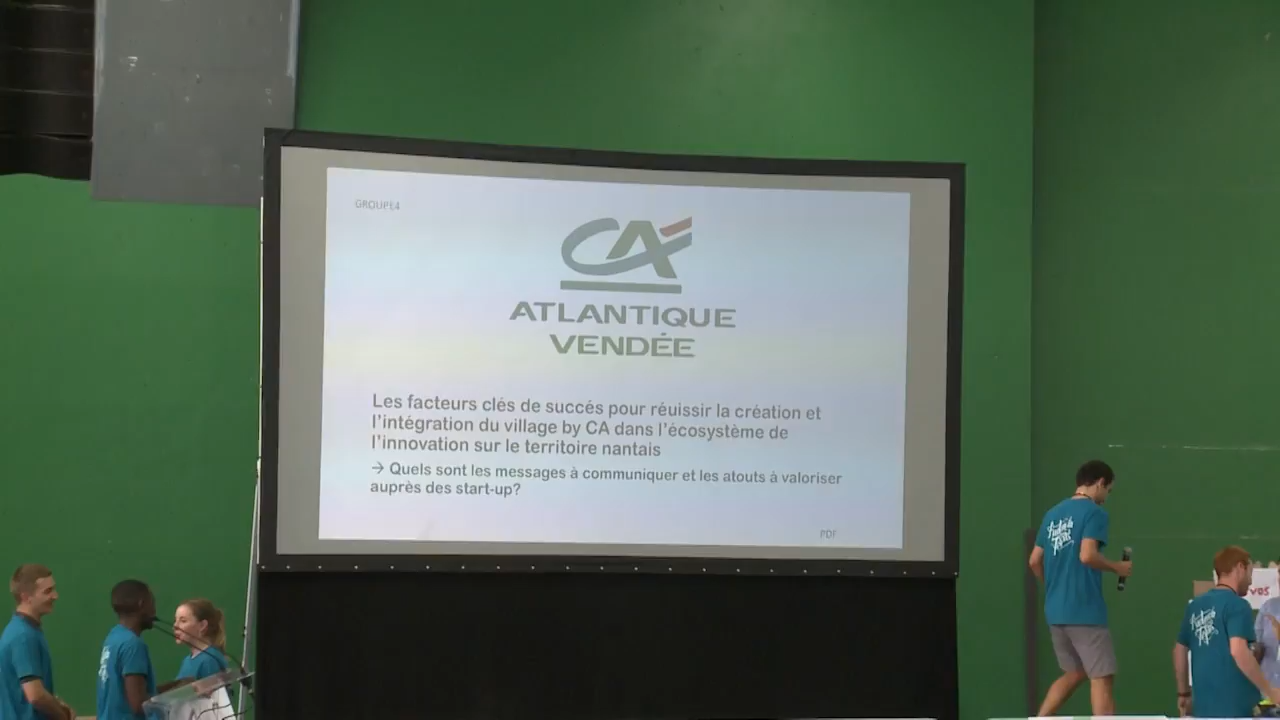 GROUPE4
CA
ATLANTIQUE
VENDÉE
Les facteurs clés de succés pour réuissir la création et
l'intégration du village by CA dans l'écosystème de
l'innovation sur le territoire nantais
→ Quels sont les messages à communiquer et les atouts à valoriser
auprès des start-up?
PDF